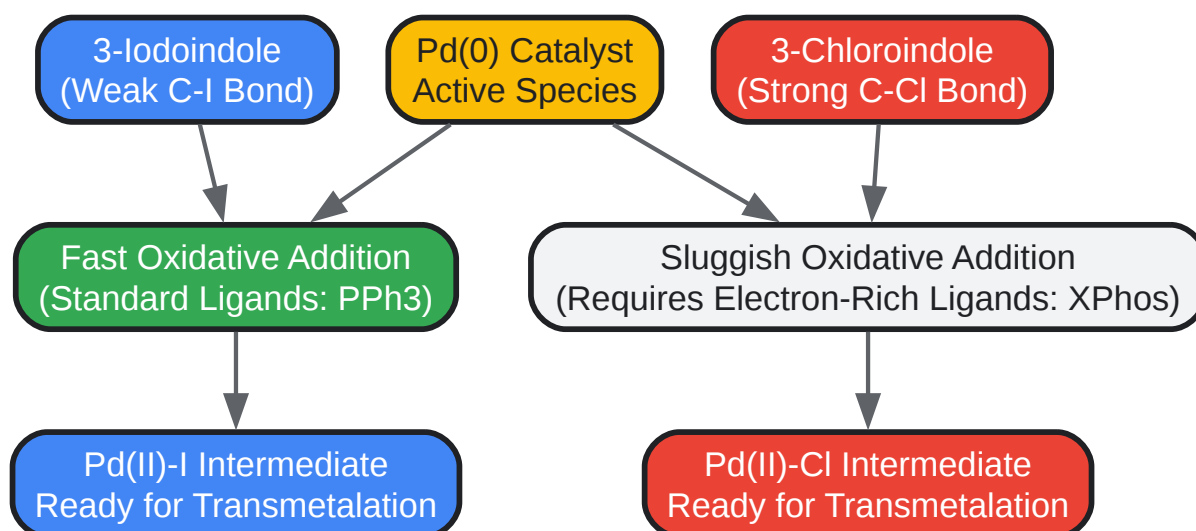 3-Iodoindole
(Weak C-I Bond)
Pd(0) Catalyst
Active Species
3-Chloroindole
(Strong C-Cl Bond)
Fast Oxidative Addition
(Standard Ligands: PPh3)
Sluggish Oxidative Addition
(Requires Electron-Rich Ligands: XPhos)
Pd(II)-I Intermediate
Ready for Transmetalation
Pd(II)-Cl Intermediate
Ready for Transmetalation